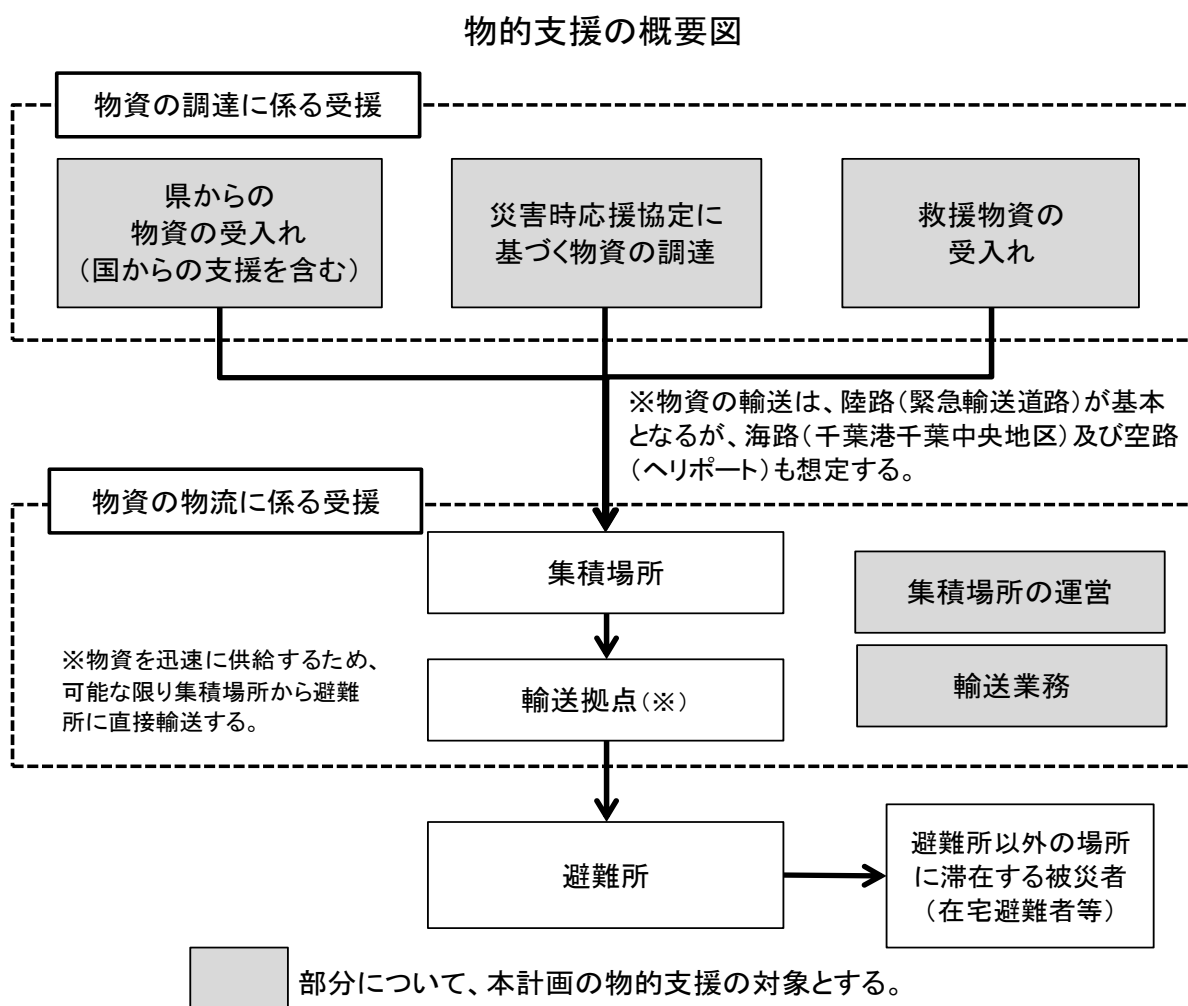 物的支援の概要図
物資の調達に係る受援
県からの
物資の受入れ
（国からの支援を含む）
災害時応援協定に
基づく物資の調達
救援物資の
受入れ
※物資の輸送は、陸路（緊急輸送道路）が基本
となるが、海路（千葉港千葉中央地区）及び空路
（ヘリポート）も想定する。
物資の物流に係る受援
集積場所
集積場所の運営
※物資を迅速に供給するため、
可能な限り集積場所から避難
所に直接輸送する。
輸送拠点（※）
輸送業務
避難所
避難所以外の場所
に滞在する被災者
（在宅避難者等）
部分について、本計画の物的支援の対象とする。